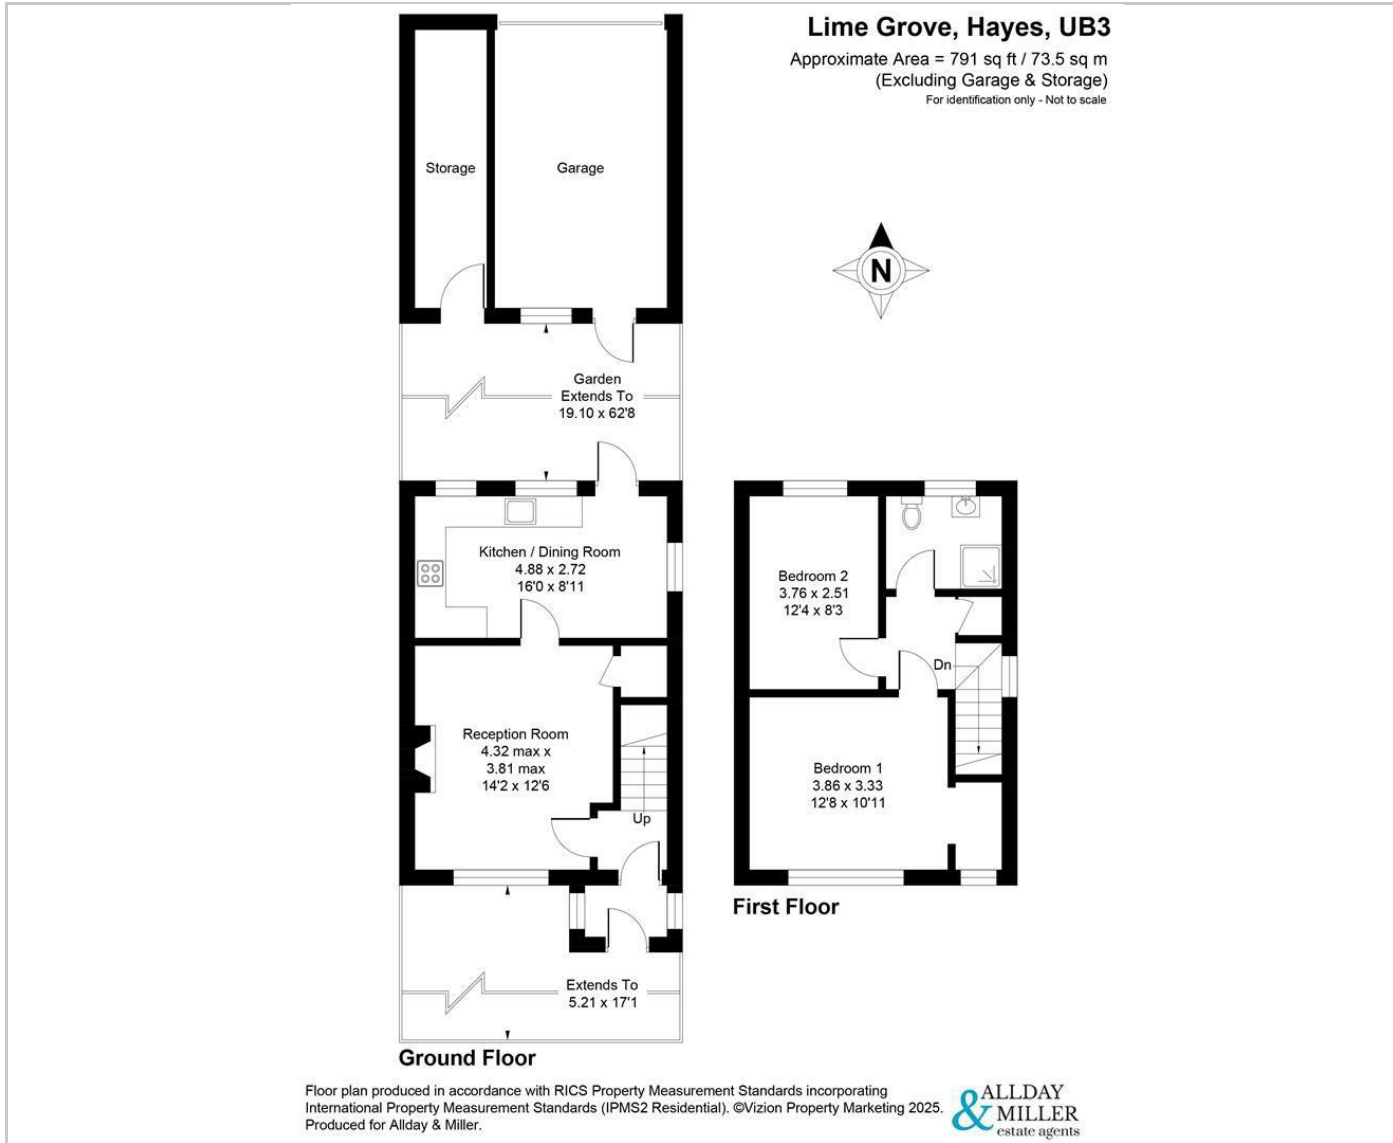 Lime Grove, Hayes, UB3
Approximate Area = 791 sq ft / 73.5 sq m
(Excluding Garage & Storage)
For identification only - Not to scale
Storage
Garage
N
Garden
Extends To
19.10 x 62'8
Kitchen / Dining Room
4.88 x 2.72
16'0 x 8'11
Reception Room
4.32 max x
3.81 max
14'2 x 12'6
Up
Extends To
5.21 x 17'1
Ground Floor
Bedroom 2
3.76 x 2.51
12'4 x 8'3
Dn
Bedroom 1
3.86 x 3.33
12'8 x 10'11
First Floor
Floor plan produced in accordance with RICS Property Measurement Standards incorporating
International Property Measurement Standards (IPMS2 Residential). ©Vizion Property Marketing 2025.
Produced for Allday & Miller.
ALLDAY
& MILLER
estate agents